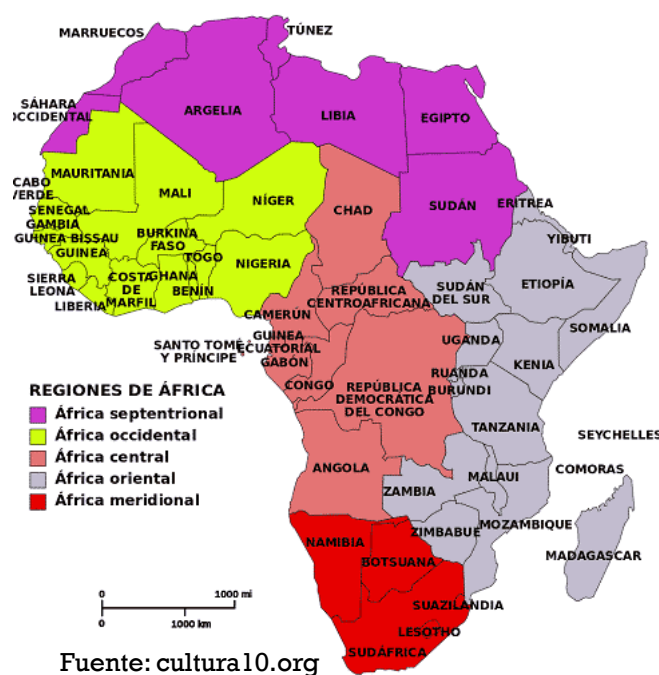 MARRUECOS
TÚNEZ
SÁHARA
OCCIDENTAL
ARGELIA
LIBIA
EGIPTO
MAURITANIA
CABO
VERDE
MALI
NÍGER
CHAD
SUDÁN
ERITREA
SENEGAL
GAMBIA
GUINEA-BISSAU
GUINEA
BURKINA
FASO
YIBUTI
SIERRA
LEONA
LIBERIA
COSTA
DE
MARFIL
GHANA
TOGO
BENÍN
NIGERIA
SUDÁN
DEL SUR
ETIOPÍA
REPÚBLICA
CENTROAFRICANA
CAMERÚN
SOMALIA
SANTO TOMÉ
Y PRÍNCIPE
GUINEA
ECUATORIAL
GABÓN
UGANDA
KENIA
CONGO
REPÚBLICA
DEMOCRÁTICA
DEL CONGO
RUANDA
BURUNDI
TANZANIA
SEYCHELLES
COMORAS
ANGOLA
ZAMBIA
MALAUI
MOZAMBIQUE
ZIMBABUE
MADAGASCAR
NAMIBIA
BOTSUANA
SUAZILANDIA
LESOTHO
SUDÁFRICA
REGIONES DE ÁFRICA
África septentrional
África occidental
África central
África oriental
África meridional
0 1000 mi
0 1000 km
Fuente: cultura10.org